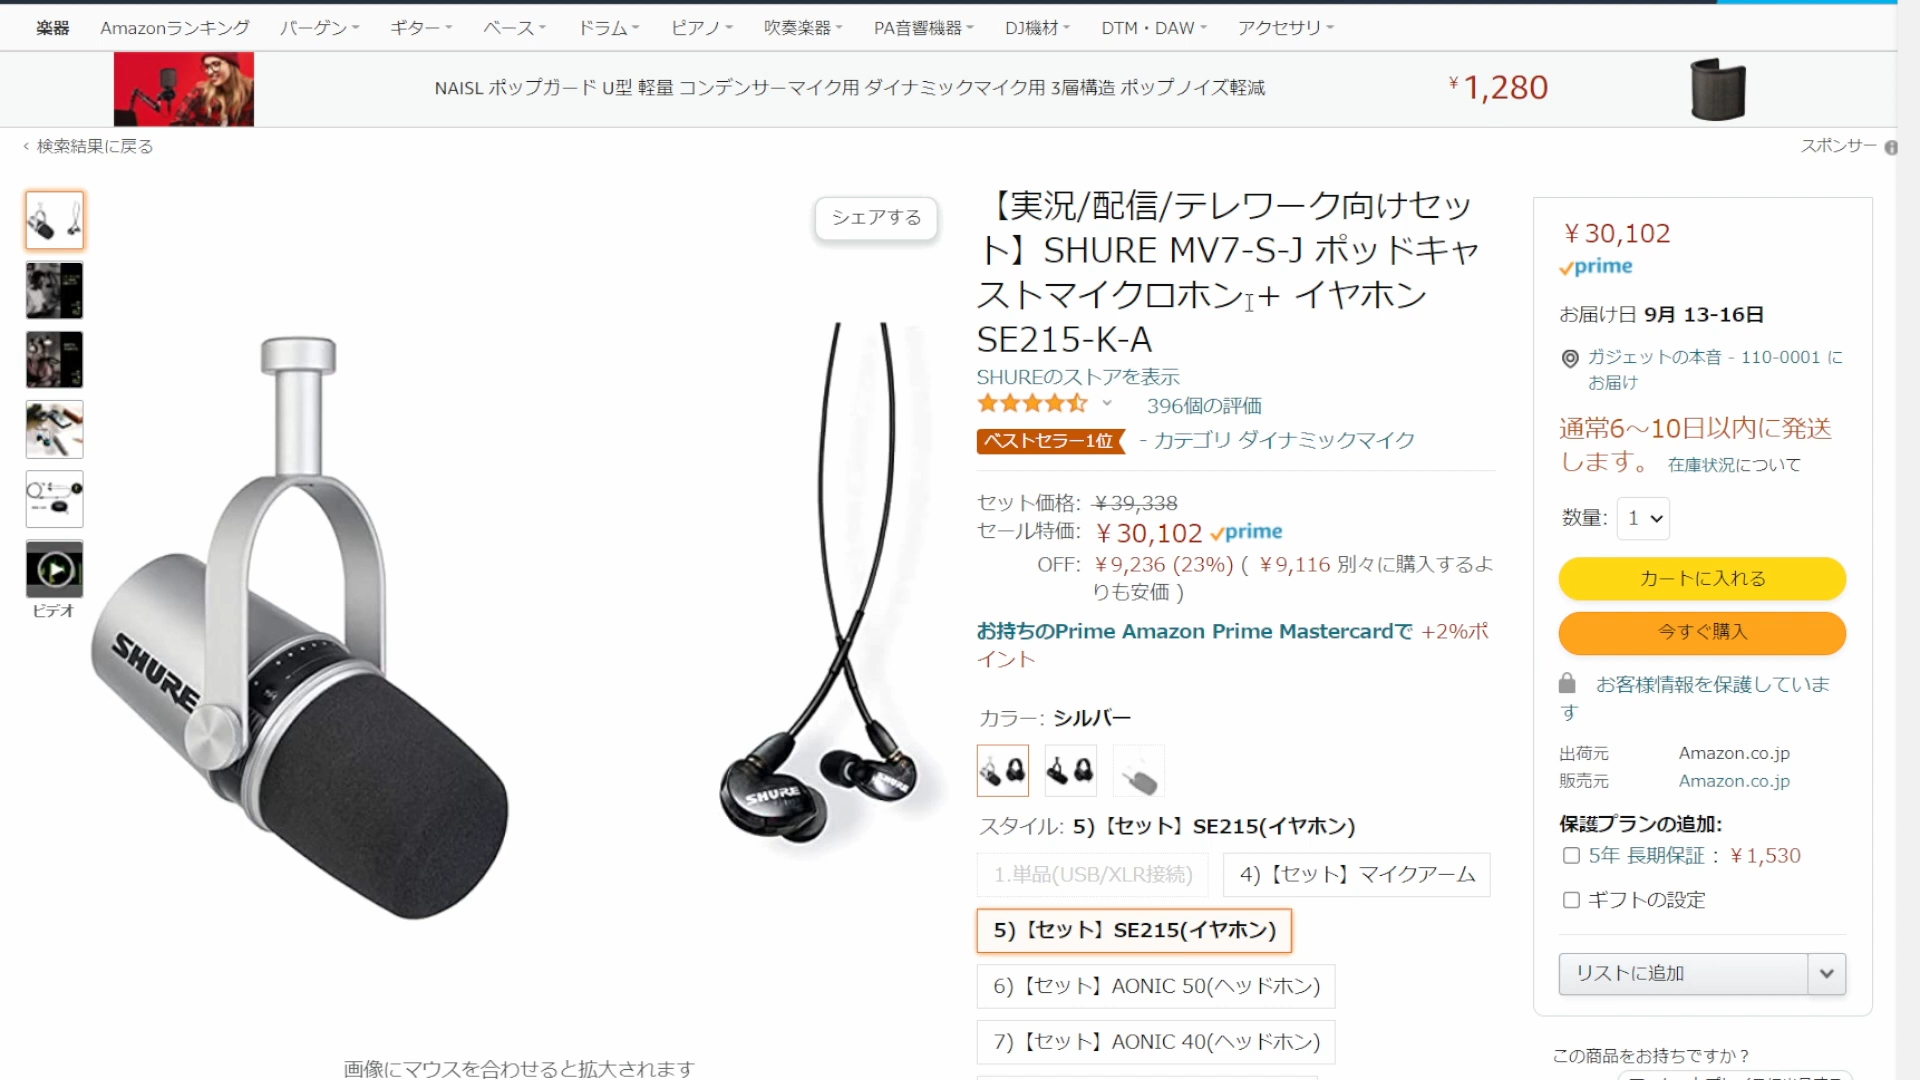 楽器 Amazonランキング バーゲン ギター ベース ドラム ピアノ 吹奏楽器 PA音響機器 DJ機材 DTM・DAW アクセサリ
NAISL ポップガード U型 軽量 コンデンサーマイク用 ダイナミックマイク用 3層構造 ポップノイズ軽減 ¥1,280
‹ 検索結果に戻る
スポンサー
シェアする
ビデオ
SHURE
SHURE
SHURE
画像にマウスを合わせると拡大されます
【実況/配信/テレワーク向けセッ
ト】SHURE MV7-S-J ポッドキャ
ストマイクロホン + イヤホン
SE215-K-A
SHUREのストアを表示
396個の評価
ベストセラー1位 - カテゴリ ダイナミックマイク
セット価格: ¥39,338
セール特価: ¥30,102 prime
OFF: ¥9,236 (23%) ( ¥9,116 別々に購入するよ
りも安価 )
お持ちのPrime Amazon Prime Mastercardで +2%ポ
イント
カラー: シルバー
スタイル: 5)【セット】SE215(イヤホン)
1.単品(USB/XLR接続)
4)【セット】マイクアーム
5)【セット】SE215(イヤホン)
6)【セット】AONIC 50(ヘッドホン)
7)【セット】AONIC 40(ヘッドホン)
¥30,102
prime
お届け日 9月 13-16日
ガジェットの本音 - 110-0001 に
お届け
通常6～10日以内に発送
します。 在庫状況について
数量: 1
カートに入れる
今すぐ購入
お客様情報を保護していま
す
出荷元 Amazon.co.jp
販売元 Amazon.co.jp
保護プランの追加:
5年 長期保証： ¥1,530
ギフトの設定
リストに追加
この商品をお持ちですか？